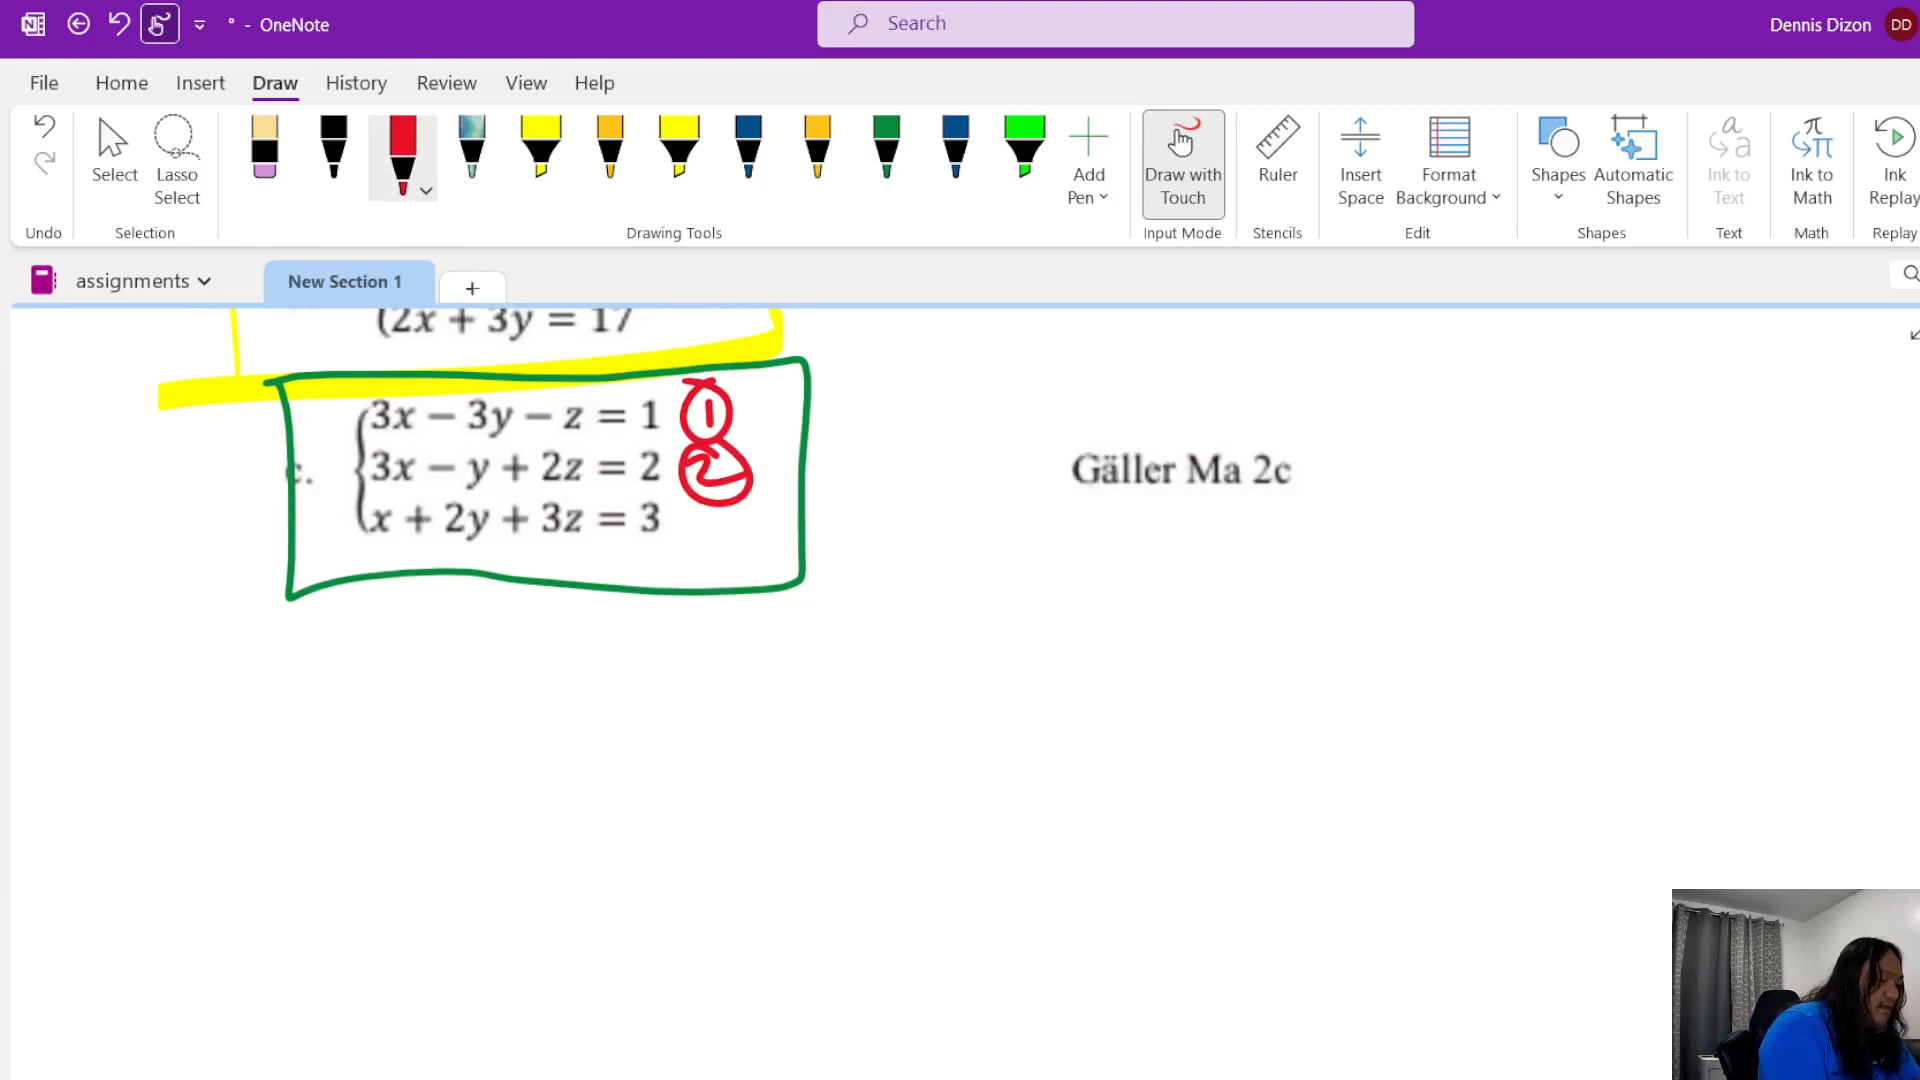 ° - OneNote
Search
Dennis Dizon DD
File Home Insert Draw History Review View Help
Select
Lasso
Select
Add
Pen
Draw with
Touch
Ruler
Insert
Space
Format
Background
Shapes
Automatic
Shapes
Ink to
Text
Ink to
Math
Ink
Replay
Undo Selection Drawing Tools Input Mode Stencils Edit Shapes Text Math Replay
assignments New Section 1 +
(2x + 3y = 17
3x − 3y − z = 1 1
c. 3x − y + 2z = 2 2
x + 2y + 3z = 3
Gäller Ma 2c